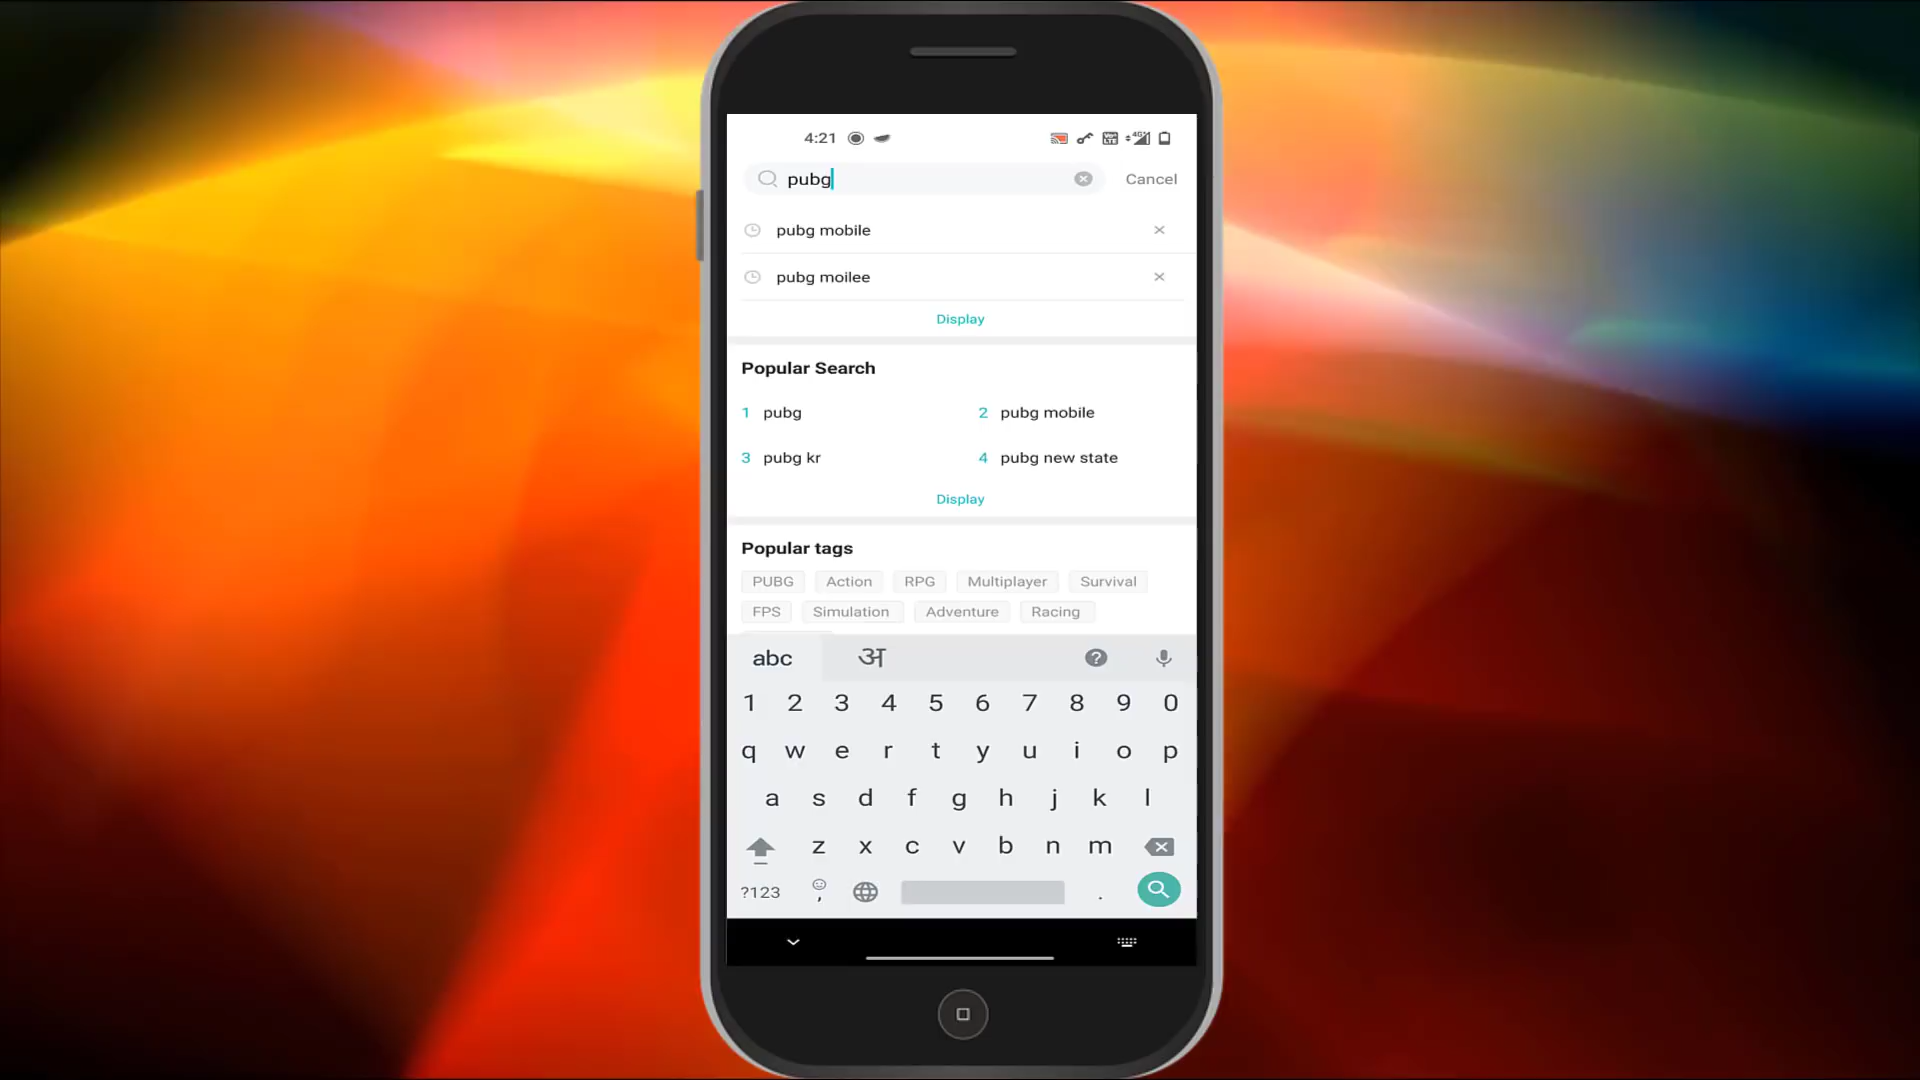 4:21
4G
pubg
Cancel
pubg mobile
pubg moilee
Display
Popular Search
1 pubg
2 pubg mobile
3 pubg kr
4 pubg new state
Display
Popular tags
PUBG Action RPG Multiplayer Survival
FPS Simulation Adventure Racing
abc अ
1 2 3 4 5 6 7 8 9 0
q w e r t y u i o p
a s d f g h j k l
z x c v b n m
?123 , .